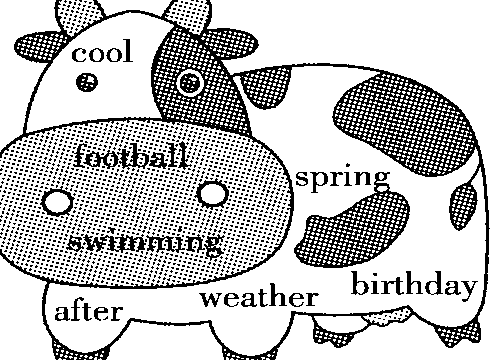 cool
football
spring
swimming
birthday
weather
after